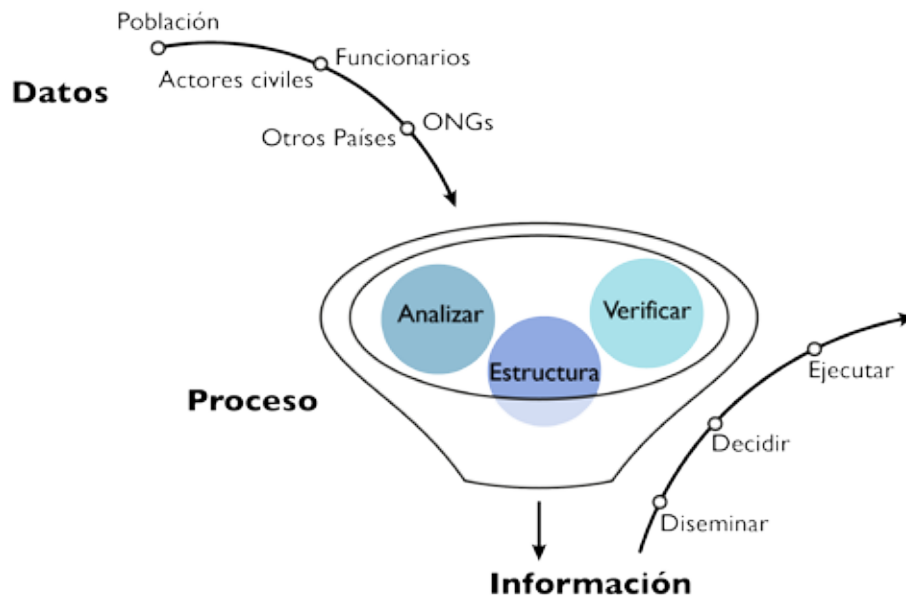 Población
Funcionarios
Actores civiles
Datos
ONGs
Otros Países
Analizar
Verificar
Estructura
Proceso
Ejecutar
Decidir
Diseminar
Información